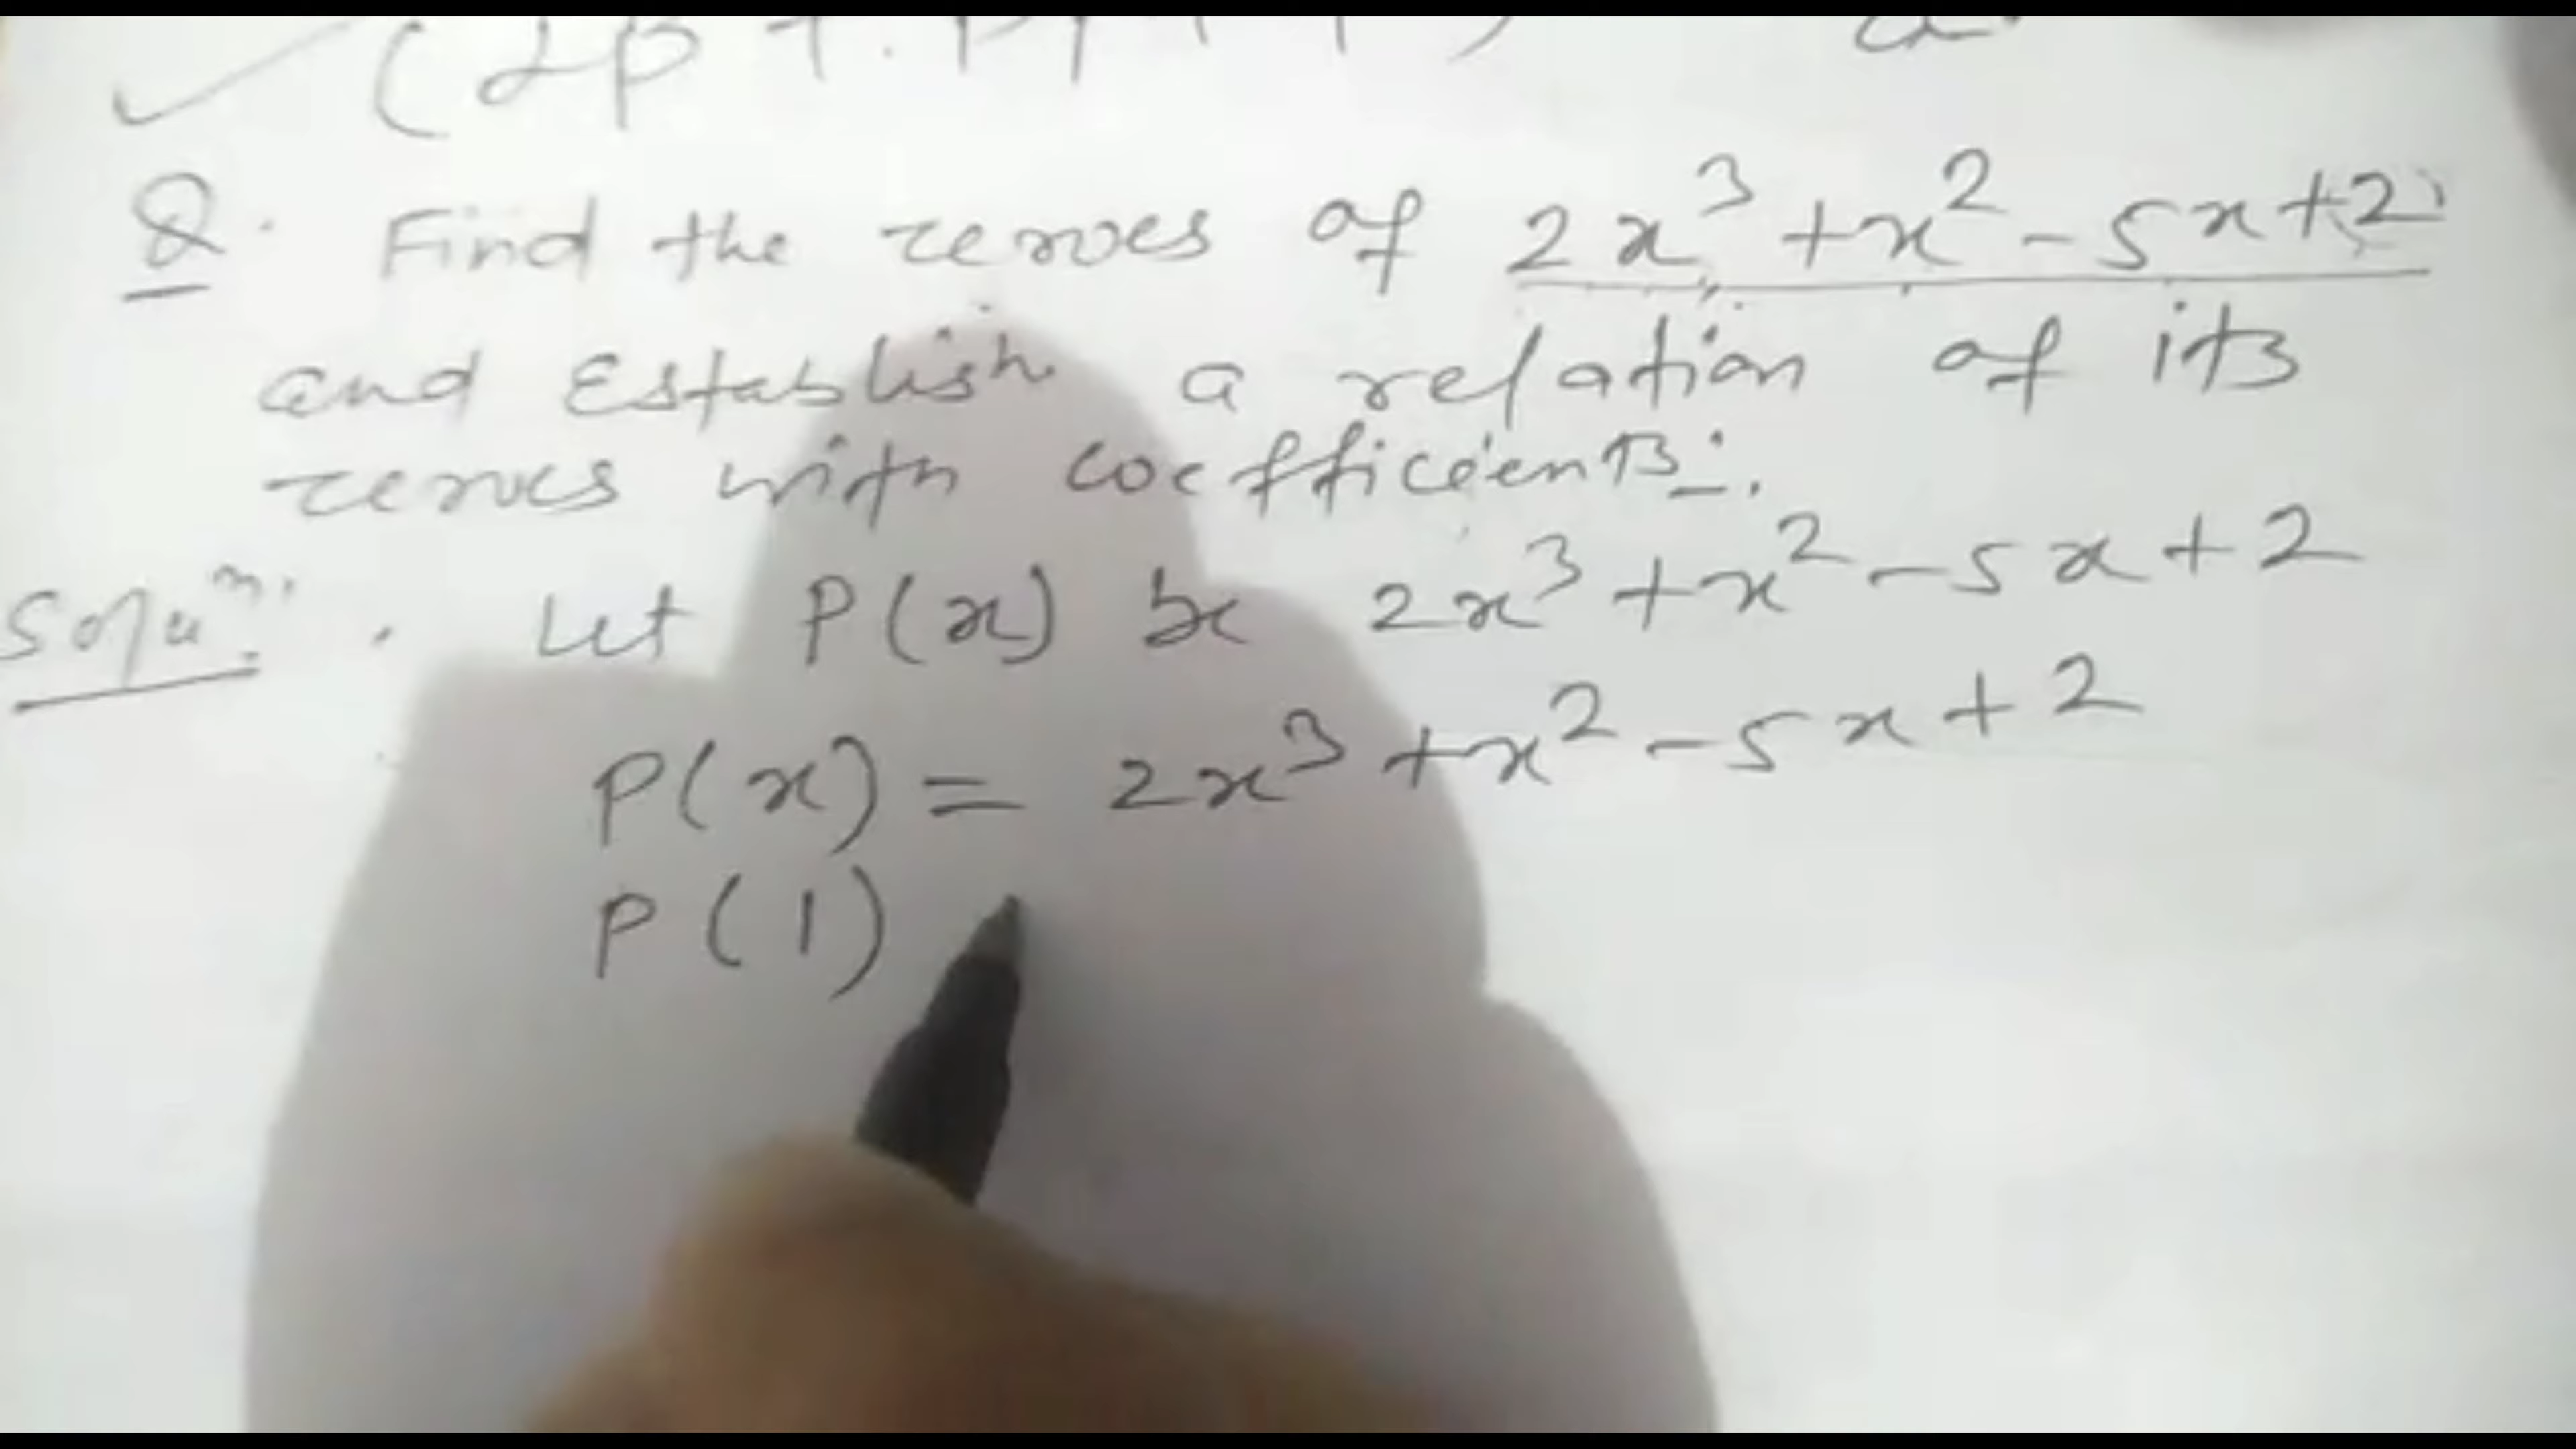 Q. Find the zeroes of 2x³+x²-5x+2
and Establish a relation of its
zeroes with coefficients.
Soluⁿ. Let P(x) be 2x³+x²-5x+2
P(x) = 2x³+x²-5x+2
P(1)